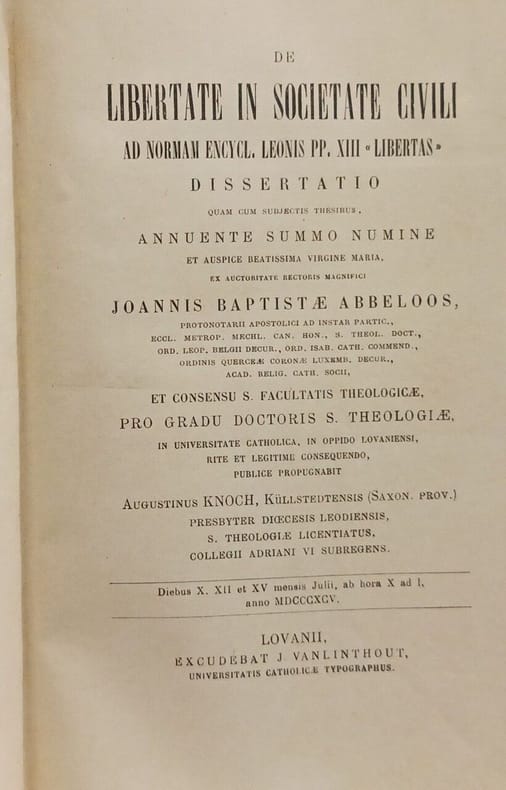 DE
LIBERTATE IN SOCIETATE CIVILI
AD NORMAM ENCYCL. LEONIS PP. XIII «LIBERTAS»
DISSERTATIO
QUAM CUM SUBJECTIS THESIBUS,
ANNUENTE SUMMO NUMINE
ET AUSPICE BEATISSIMA VIRGINE MARIA,
EX AUCTORITATE RECTORIS MAGNIFICI
JOANNIS BAPTISTÆ ABBELOOS,
PROTONOTARII APOSTOLICI AD INSTAR PARTIC.,
ECCL. METROP. MECHL. CAN. HON., S. THEOL. DOCT.,
ORD. LEOP. BELGII DECUR., ORD. ISAB. CATH. COMMEND.,
ORDINIS QUERCEÆ CORONÆ LUXEMB. DECUR.,
ACAD. RELIG. CATH. SOCII,
ET CONSENSU S. FACULTATIS THEOLOGICÆ,
PRO GRADU DOCTORIS S. THEOLOGIÆ,
IN UNIVERSITATE CATHOLICA, IN OPPIDO LOVANIENSI,
RITE ET LEGITIME CONSEQUENDO,
PUBLICE PROPUGNABIT
AUGUSTINUS KNOCH, KÜLLSTEDTENSIS (SAXON. PROV.)
PRESBYTER DIŒCESIS LEODIENSIS,
S. THEOLOGIÆ LICENTIATUS,
COLLEGII ADRIANI VI SUBREGENS.
Diebus X, XII et XV mensis Julii, ab hora X ad I,
anno MDCCCXCV.
LOVANII,
EXCUDEBAT J. VANLINTHOUT,
UNIVERSITATIS CATHOLICÆ TYPOGRAPHUS.